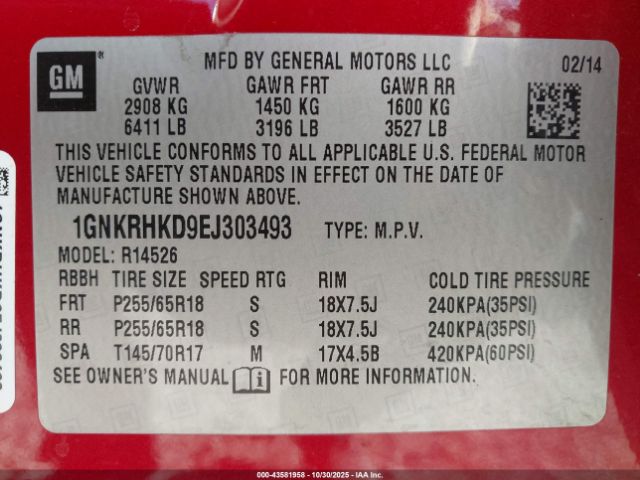 GM
®
MFD BY GENERAL MOTORS LLC 02/14
GVWR GAWR FRT GAWR RR
2908 KG 1450 KG 1600 KG
6411 LB 3196 LB 3527 LB
THIS VEHICLE CONFORMS TO ALL APPLICABLE U.S. FEDERAL MOTOR
VEHICLE SAFETY STANDARDS IN EFFECT ON THE DATE OF
MANUFACTURE SHOWN ABOVE.
1GNKRHKD9EJ303493 TYPE: M.P.V.
MODEL: R14526
RBBH TIRE SIZE SPEED RTG RIM COLD TIRE PRESSURE
FRT P255/65R18 S 18X7.5J 240KPA(35PSI)
RR P255/65R18 S 18X7.5J 240KPA(35PSI)
SPA T145/70R17 M 17X4.5B 420KPA(60PSI)
SEE OWNER'S MANUAL i FOR MORE INFORMATION.
000-43581958 - 10/30/2025 - IAAI, Inc. Copyright